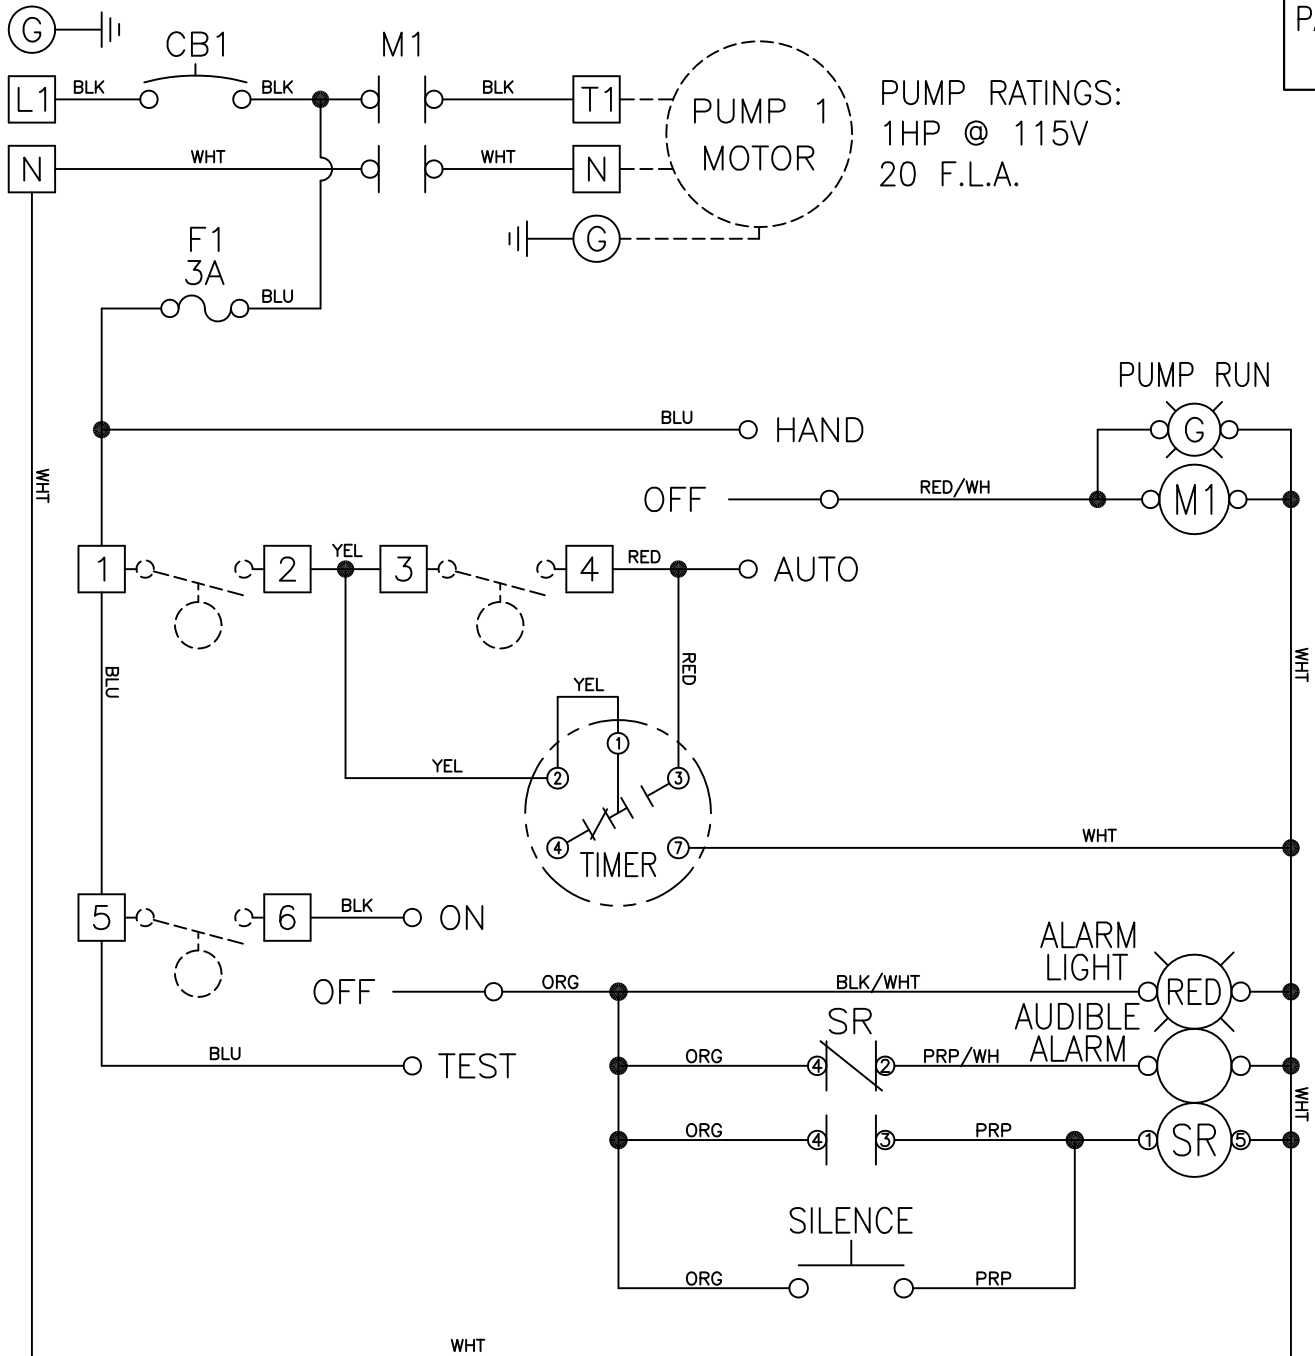 G
CB1
M1
PA
L1
BLK
BLK
BLK
T1
PUMP 1
MOTOR
PUMP RATINGS:
1HP @ 115V
20 F.L.A.
N
WHT
WHT
N
G
F1
3A
BLU
PUMP RUN
BLU
HAND
G
WHT
OFF
RED/WH
M1
1
2
YEL
3
4
RED
AUTO
BLU
RED
WHT
YEL
1
YEL
2
3
4
TIMER
7
WHT
5
6
BLK
ON
ALARM
LIGHT
OFF
ORG
BLK/WHT
RED
SR
AUDIBLE
ALARM
BLU
TEST
ORG
4
2
PRP/WH
WHT
ORG
4
3
PRP
1
SR
5
SILENCE
ORG
PRP
WHT